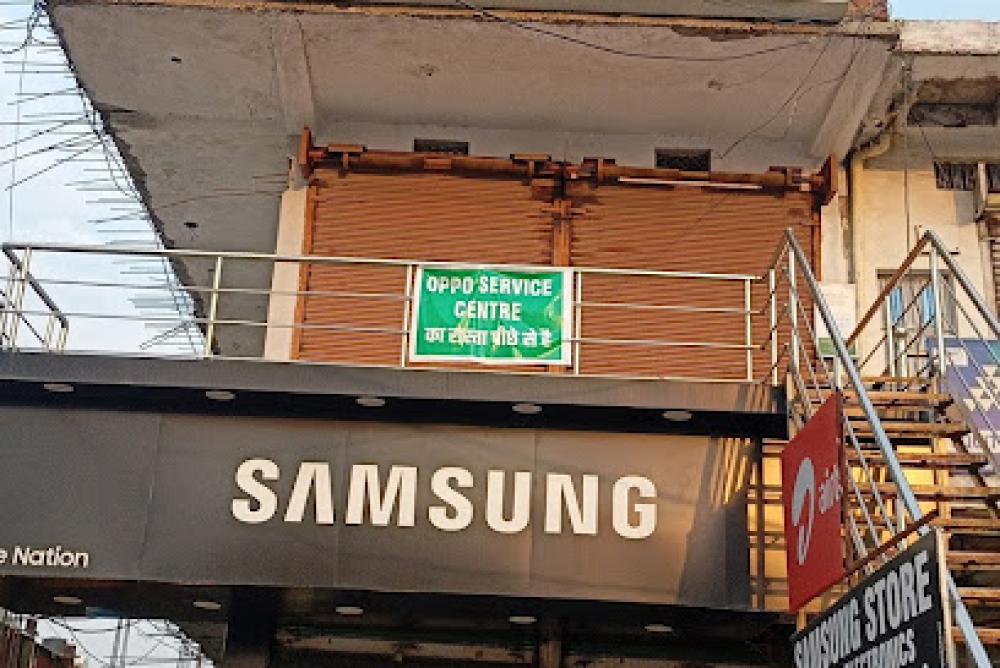 OPPO SERVICE
CENTRE
का रास्ता पीछे से है
SAMSUNG
Nation
airtel
SAMSUNG STORE